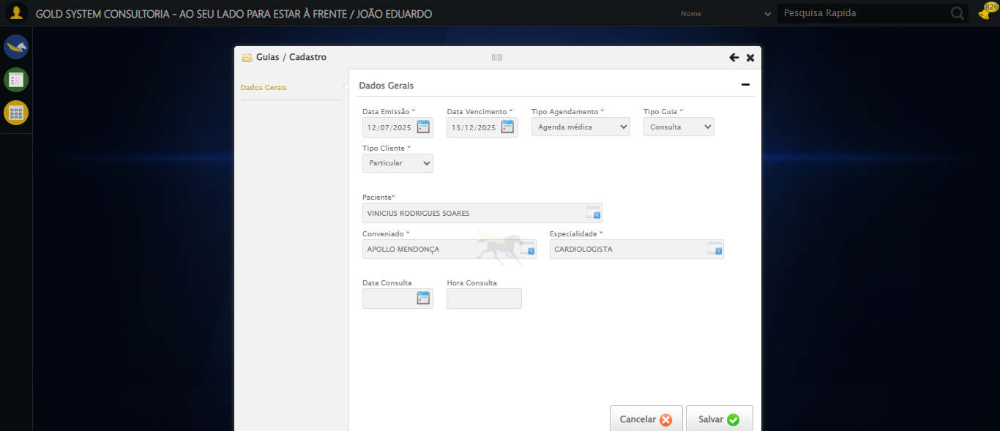 GOLD SYSTEM CONSULTORIA - AO SEU LADO PARA ESTAR À FRENTE / JOÃO EDUARDO
Nome
Pesquisa Rapida
826
Guias / Cadastro
Dados Gerais
Dados Gerais
Data Emissão * Data Vencimento * Tipo Agendamento * Tipo Guia *
12/07/2025 13/12/2025 Agenda médica Consulta
Tipo Cliente *
Particular
Paciente*
VINICIUS RODRIGUES SOARES
Conveniado * Especialidade *
APOLLO MENDONÇA CARDIOLOGISTA
Data Consulta Hora Consulta
Cancelar Salvar